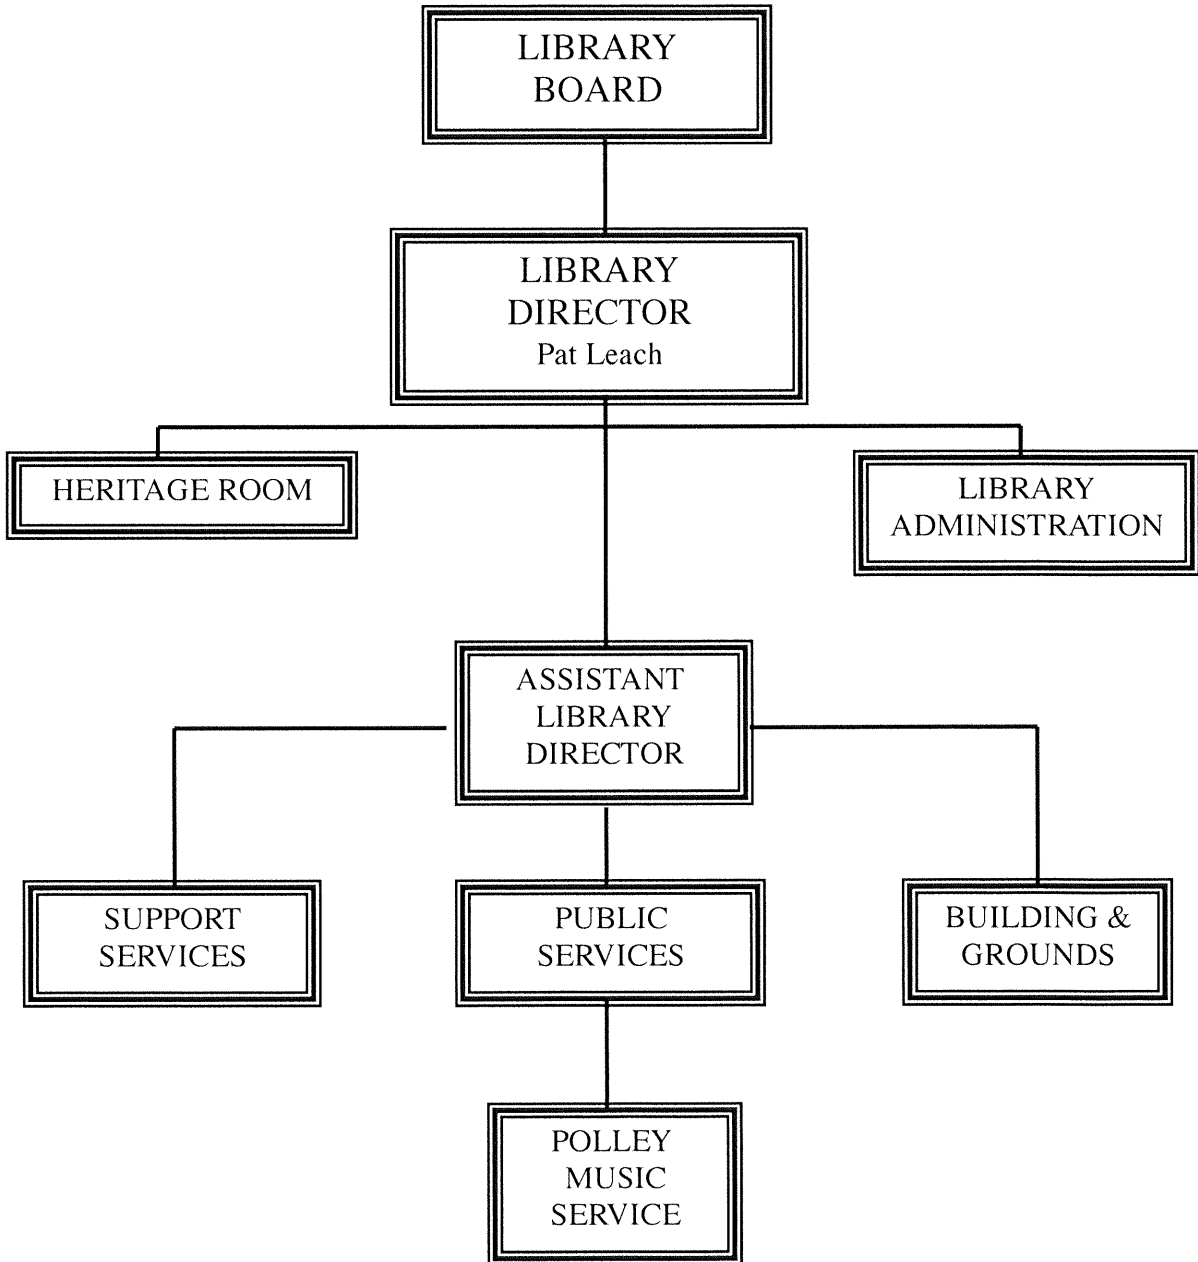 LIBRARY
BOARD
LIBRARY
DIRECTOR
Pat Leach
HERITAGE ROOM
LIBRARY
ADMINISTRATION
ASSISTANT
LIBRARY
DIRECTOR
SUPPORT
SERVICES
PUBLIC
SERVICES
BUILDING &
GROUNDS
POLLEY
MUSIC
SERVICE